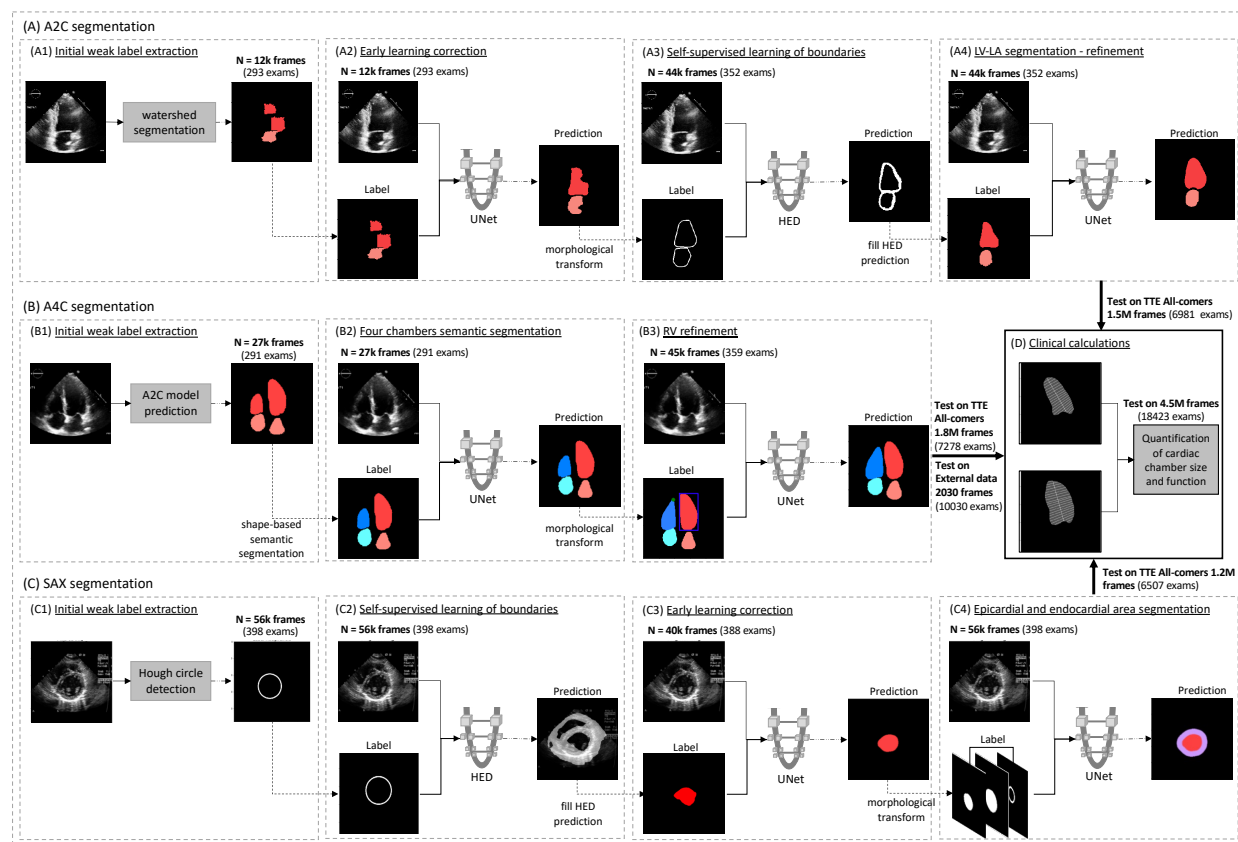 (A) A2C segmentation
(A1) Initial weak label extraction
N = 12k frames
(293 exams)
watershed
segmentation
(A2) Early learning correction
N = 12k frames (293 exams)
Prediction
Label
UNet
morphological
transform
(A3) Self-supervised learning of boundaries
N = 44k frames (352 exams)
Prediction
Label
HED
fill HED
prediction
(A4) LV-LA segmentation - refinement
N = 44k frames (352 exams)
Prediction
Label
UNet
Test on TTE All-comers
1.5M frames (6981 exams)
(B) A4C segmentation
(B1) Initial weak label extraction
N = 27k frames
(291 exams)
A2C model
prediction
shape-based
semantic
segmentation
(B2) Four chambers semantic segmentation
N = 27k frames (291 exams)
Prediction
Label
UNet
morphological
transform
(B3) RV refinement
N = 45k frames (359 exams)
Prediction
Label
UNet
Test on TTE
All-comers
1.8M frames
(7278 exams)
Test on
External data
2030 frames
(10030 exams)
(D) Clinical calculations
Test on 4.5M frames
(18423 exams)
Quantification
of cardiac
chamber size
and function
Test on TTE All-comers 1.2M
frames (6507 exams)
(C) SAX segmentation
(C1) Initial weak label extraction
N = 56k frames
(398 exams)
Hough circle
detection
(C2) Self-supervised learning of boundaries
N = 56k frames (398 exams)
Prediction
Label
HED
fill HED
prediction
(C3) Early learning correction
N = 40k frames (388 exams)
Prediction
Label
UNet
morphological
transform
(C4) Epicardial and endocardial area segmentation
N = 56k frames (398 exams)
Prediction
Label
UNet